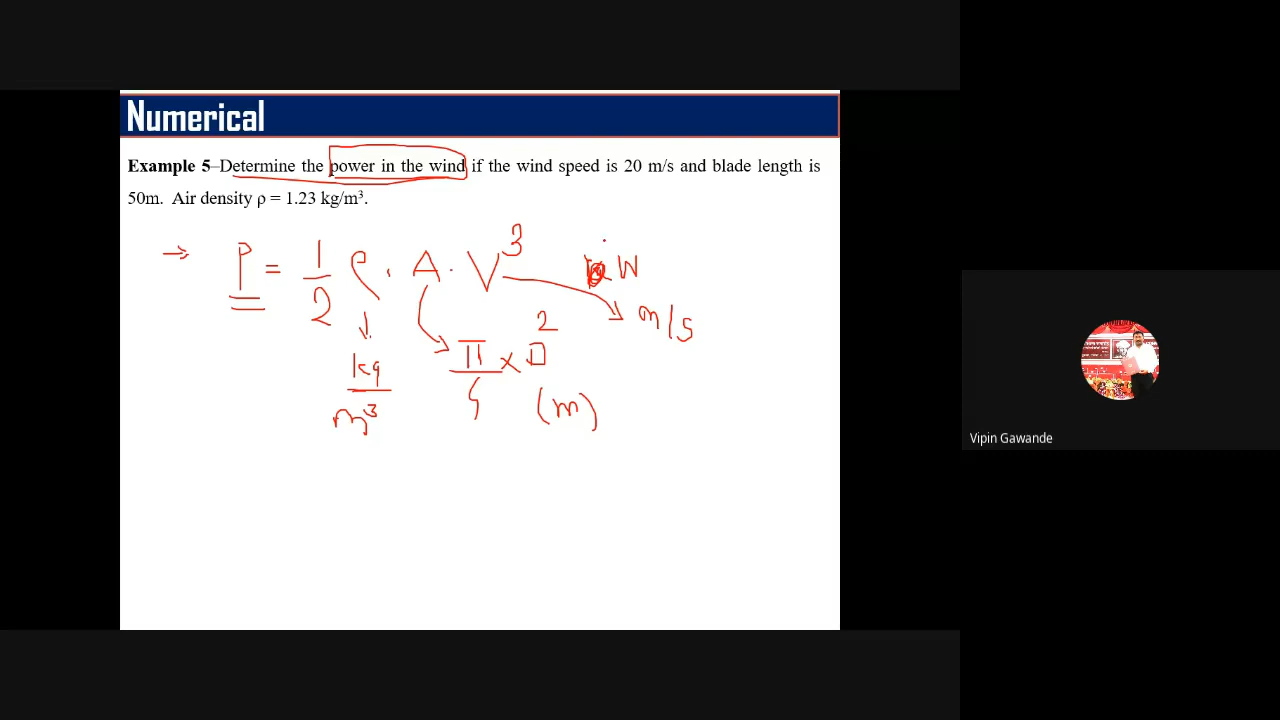 Numerical
Example 5–Determine the power in the wind if the wind speed is 20 m/s and blade length is
50m. Air density ρ = 1.23 kg/m³.
→ P = 1/2 ρ . A . V³ W
m/s
kg/m³
π/4 × D²
(m)
Vipin Gawande